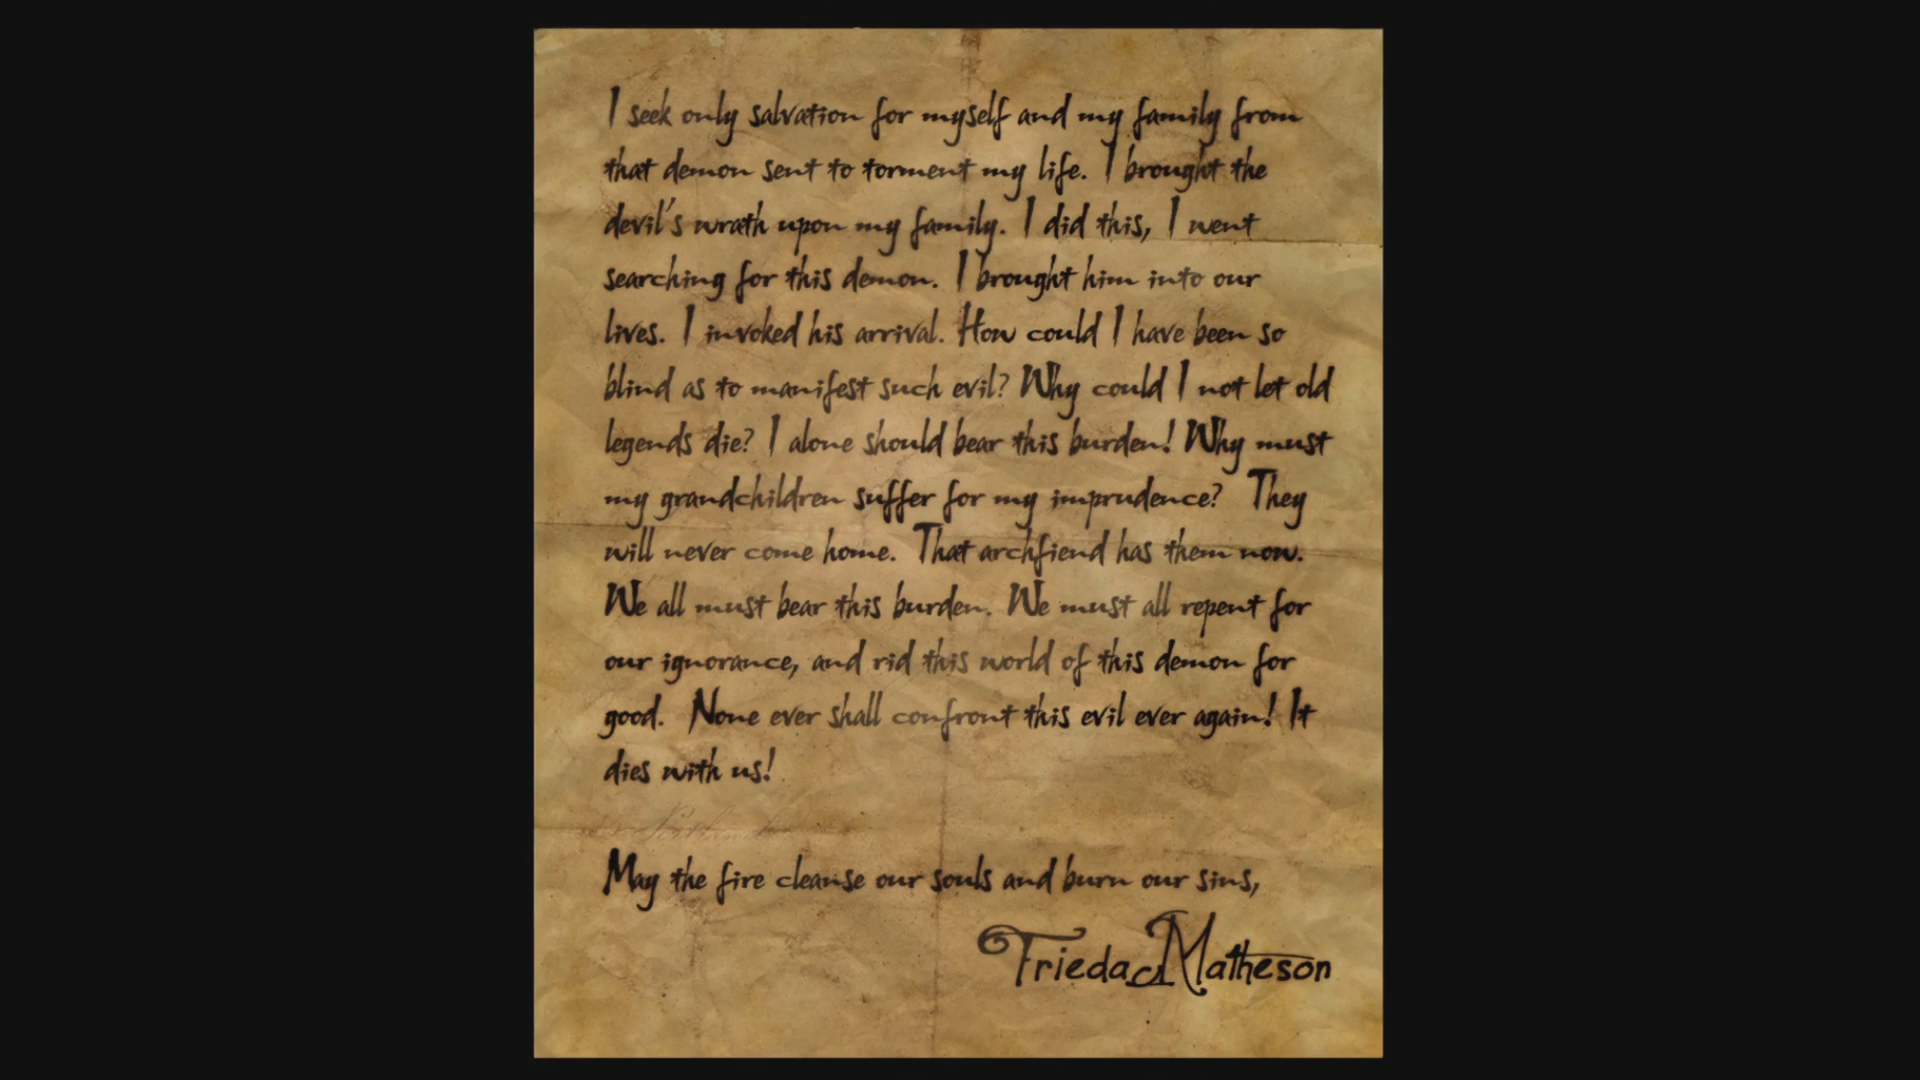 I seek only salvation for myself and my family from
that demon sent to torment my life. I brought the
devil's wrath upon my family. I did this, I went
searching for this demon. I brought him into our
lives. I invoked his arrival. How could I have been so
blind as to manifest such evil? Why could I not let old
legends die? I alone should bear this burden! Why must
my grandchildren suffer for my imprudence? They
will never come home. That archfiend has them now.
We all must bear this burden. We must all repent for
our ignorance, and rid this world of this demon for
good. None ever shall confront this evil ever again! It
dies with us!
May the fire cleanse our souls and burn our sins,
Frieda Matheson